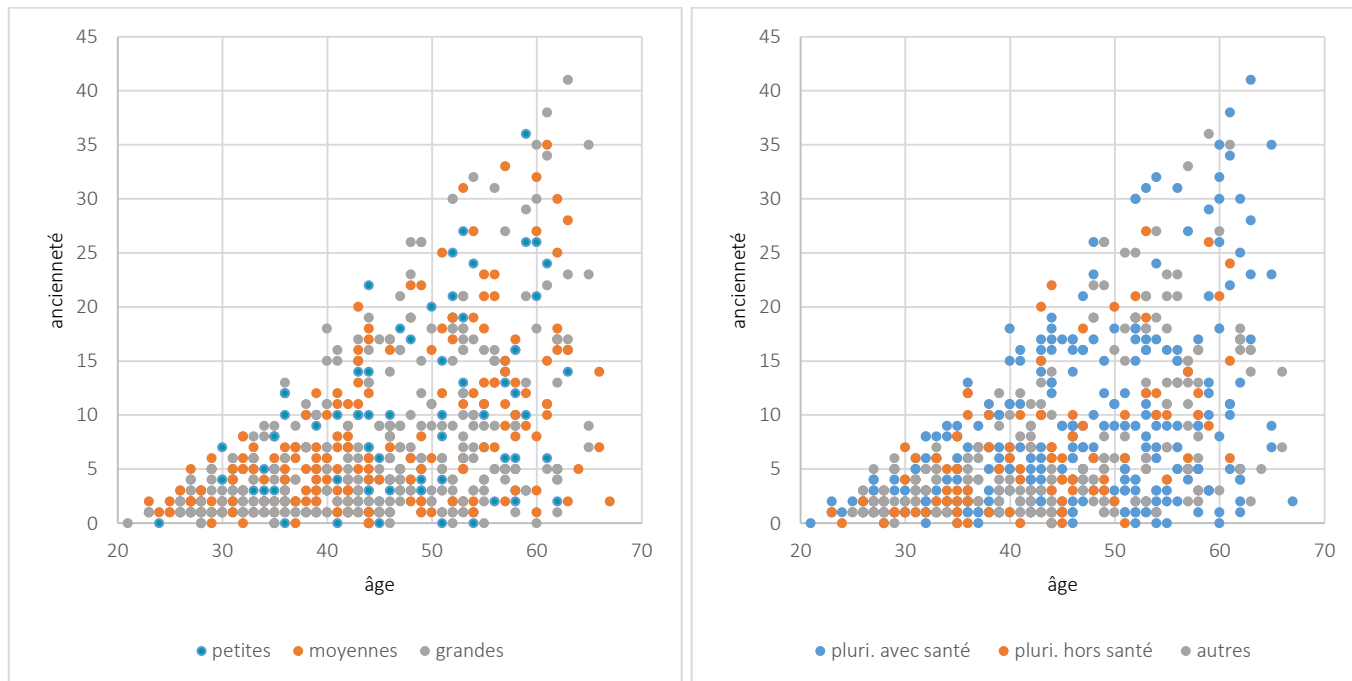 45
40
35
30
25
20
15
10
5
0
ancienneté
20 30 40 50 60 70
âge
petites moyennes grandes
45
40
35
30
25
20
15
10
5
0
ancienneté
20 30 40 50 60 70
âge
pluri. avec santé pluri. hors santé autres